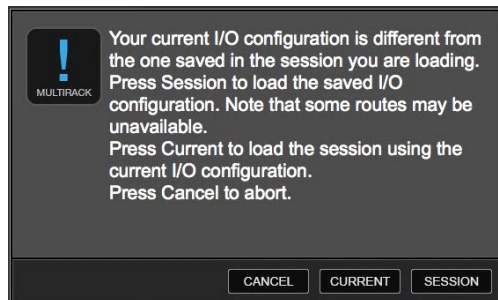 Your current I/O configuration is different from
the one saved in the session you are loading.
Press Session to load the saved I/O
configuration. Note that some routes may be
unavailable.
Press Current to load the session using the
current I/O configuration.
Press Cancel to abort.
MULTIRACK
CANCEL CURRENT SESSION